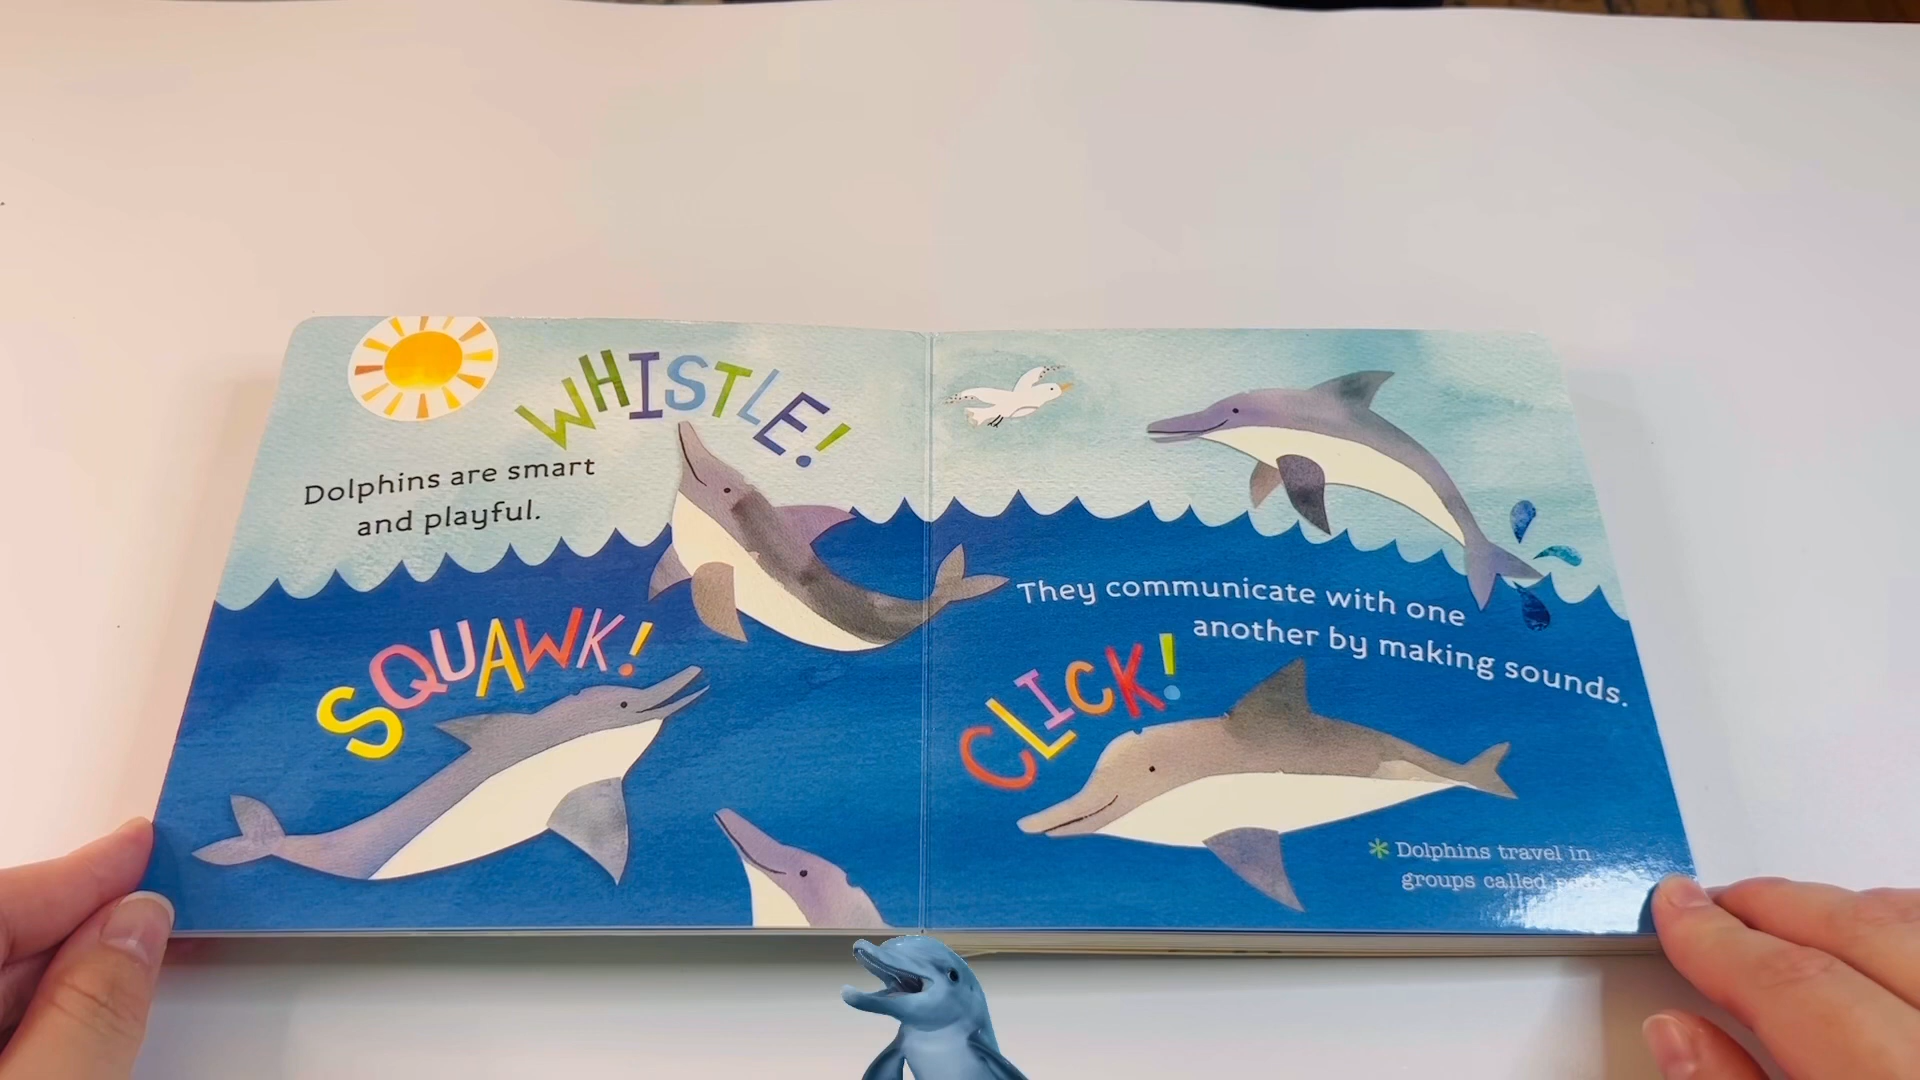 WHISTLE!
Dolphins are smart
and playful.
SQUAWK!
They communicate with one
another by making sounds.
CLICK!
* Dolphins travel in
groups called